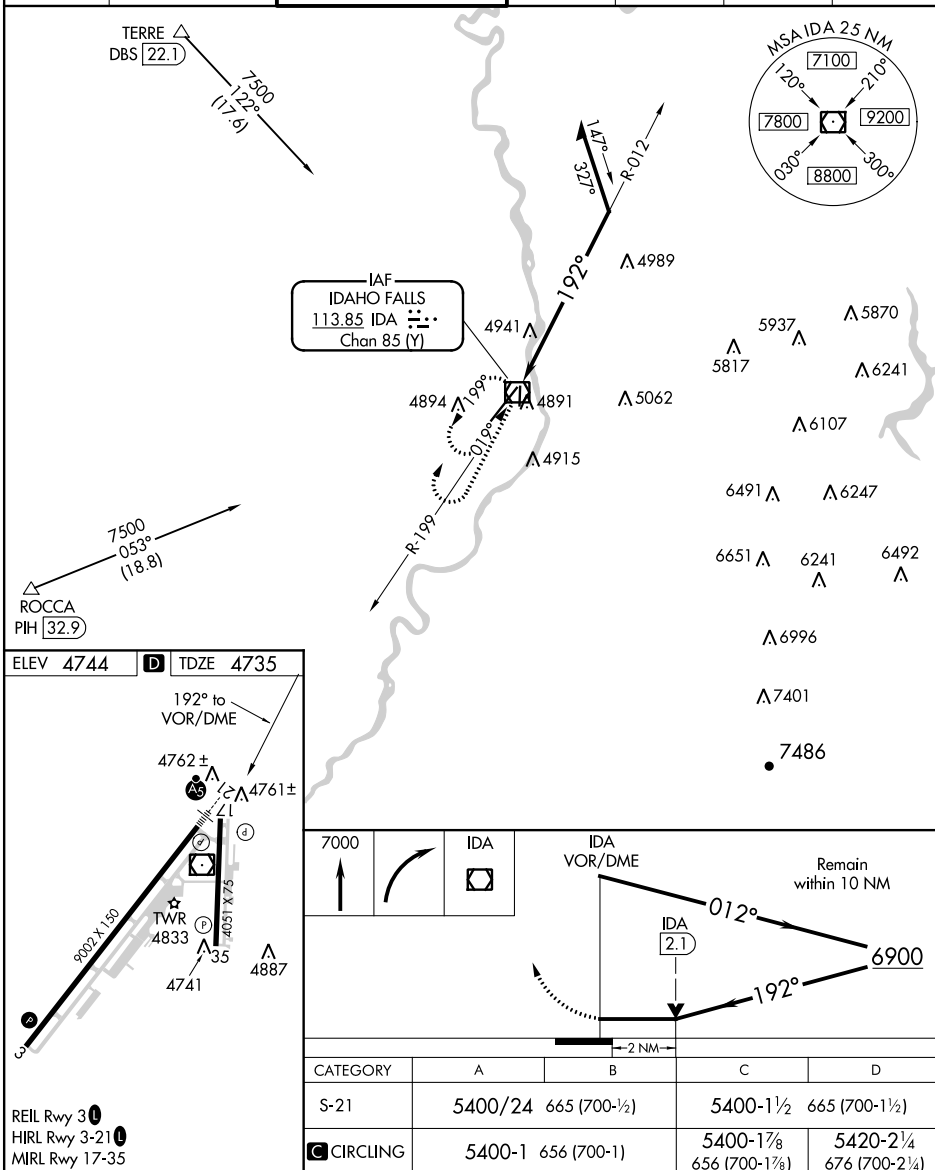 TERRE
DBS 22.1
7500
122°
(17.6)
MSA IDA 25 NM
7100
120°
210°
7800
9200
030°
300°
8800
147°
327°
R-012
192°
4989
IAF
IDAHO FALLS
113.85 IDA
Chan 85 (Y)
4941
5937
5870
5817
6241
4894
199°
4891
5062
6107
019°
4915
6491
6247
R-199
7500
053°
(18.8)
6651
6241
6492
ROCCA
PIH 32.9
6996
7401
7486
ELEV 4744 D TDZE 4735
192° to
VOR/DME
4762 ±
A5
4761±
21
17
P
P
9002 X 150
TWR
4833
P
4051 X 75
35
4741
4887
P
3
REIL Rwy 3 L
HIRL Rwy 3-21 L
MIRL Rwy 17-35
7000
IDA
IDA
VOR/DME
Remain
within 10 NM
012°
IDA
2.1
6900
192°
2 NM
CATEGORY A B C D
S-21 5400/24 665 (700-½) 5400-1½ 665 (700-1½)
C CIRCLING 5400-1 656 (700-1) 5400-1⅞ 656 (700-1⅞) 5420-2¼ 676 (700-2¼)